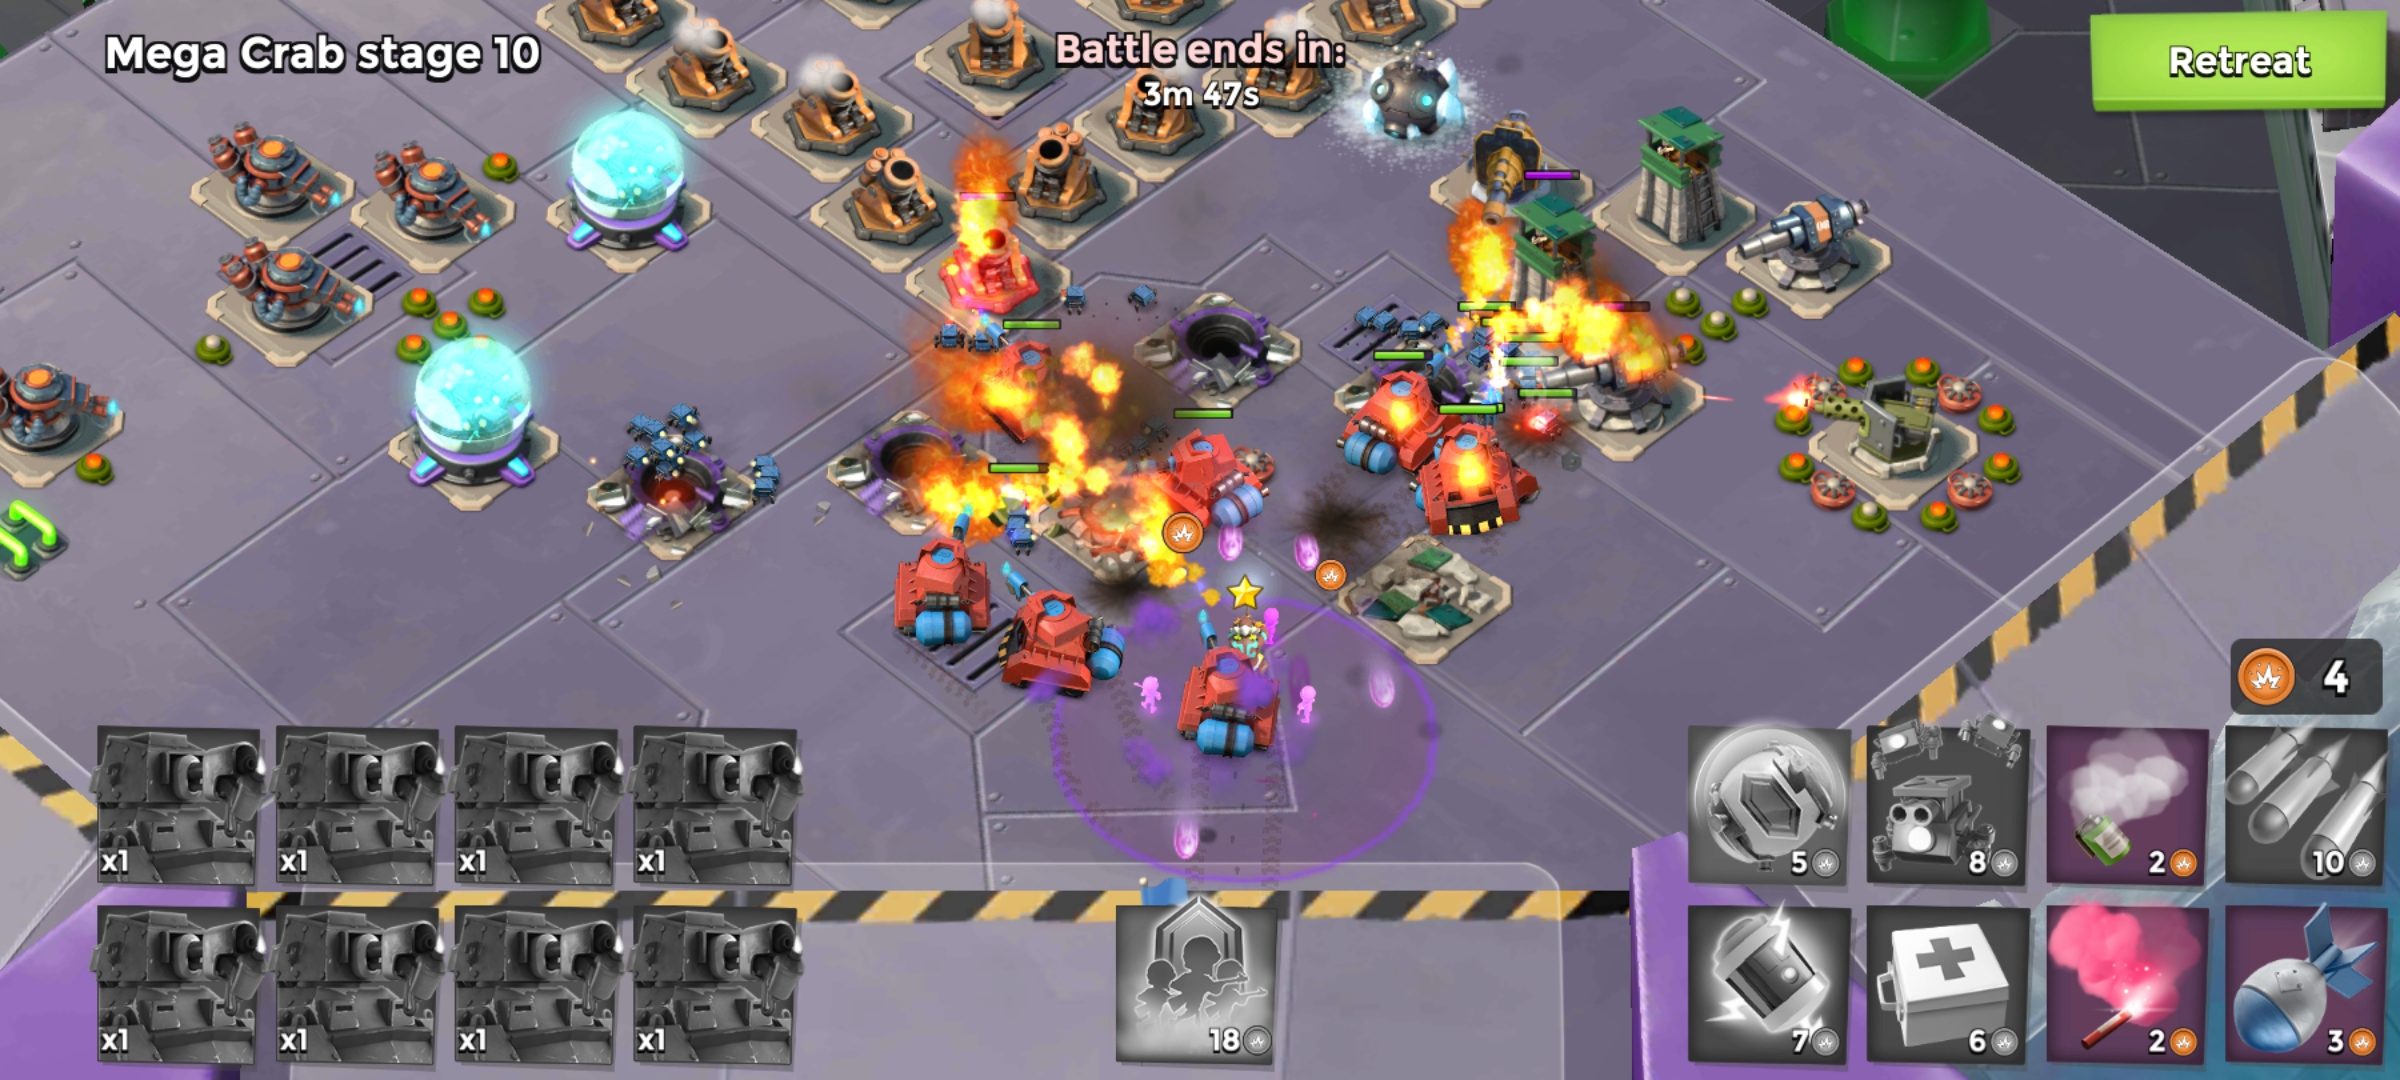 Mega Crab stage 10
Battle ends in:
3m 47s
Retreat
4
x1
x1
x1
x1
5
8
2
10
x1
x1
x1
x1
18
7
6
2
3